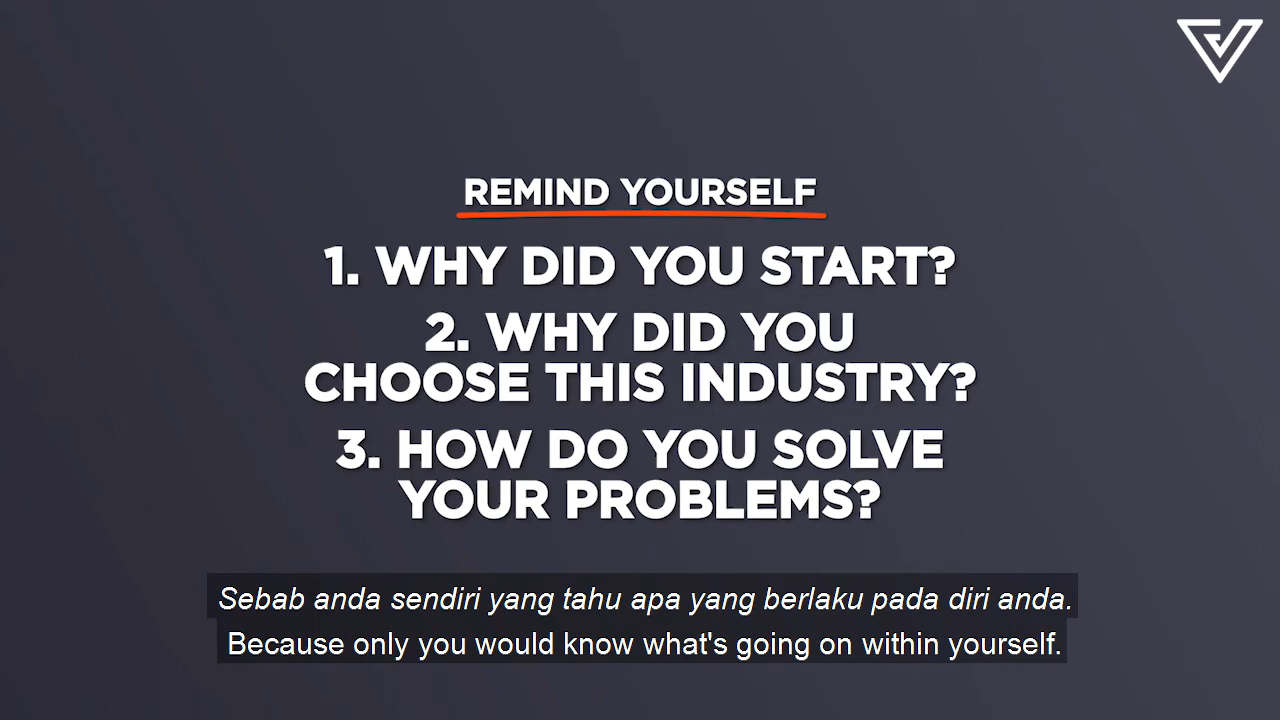 REMIND YOURSELF
1. WHY DID YOU START?
2. WHY DID YOU
CHOOSE THIS INDUSTRY?
3. HOW DO YOU SOLVE
YOUR PROBLEMS?
Sebab anda sendiri yang tahu apa yang berlaku pada diri anda.
Because only you would know what's going on within yourself.